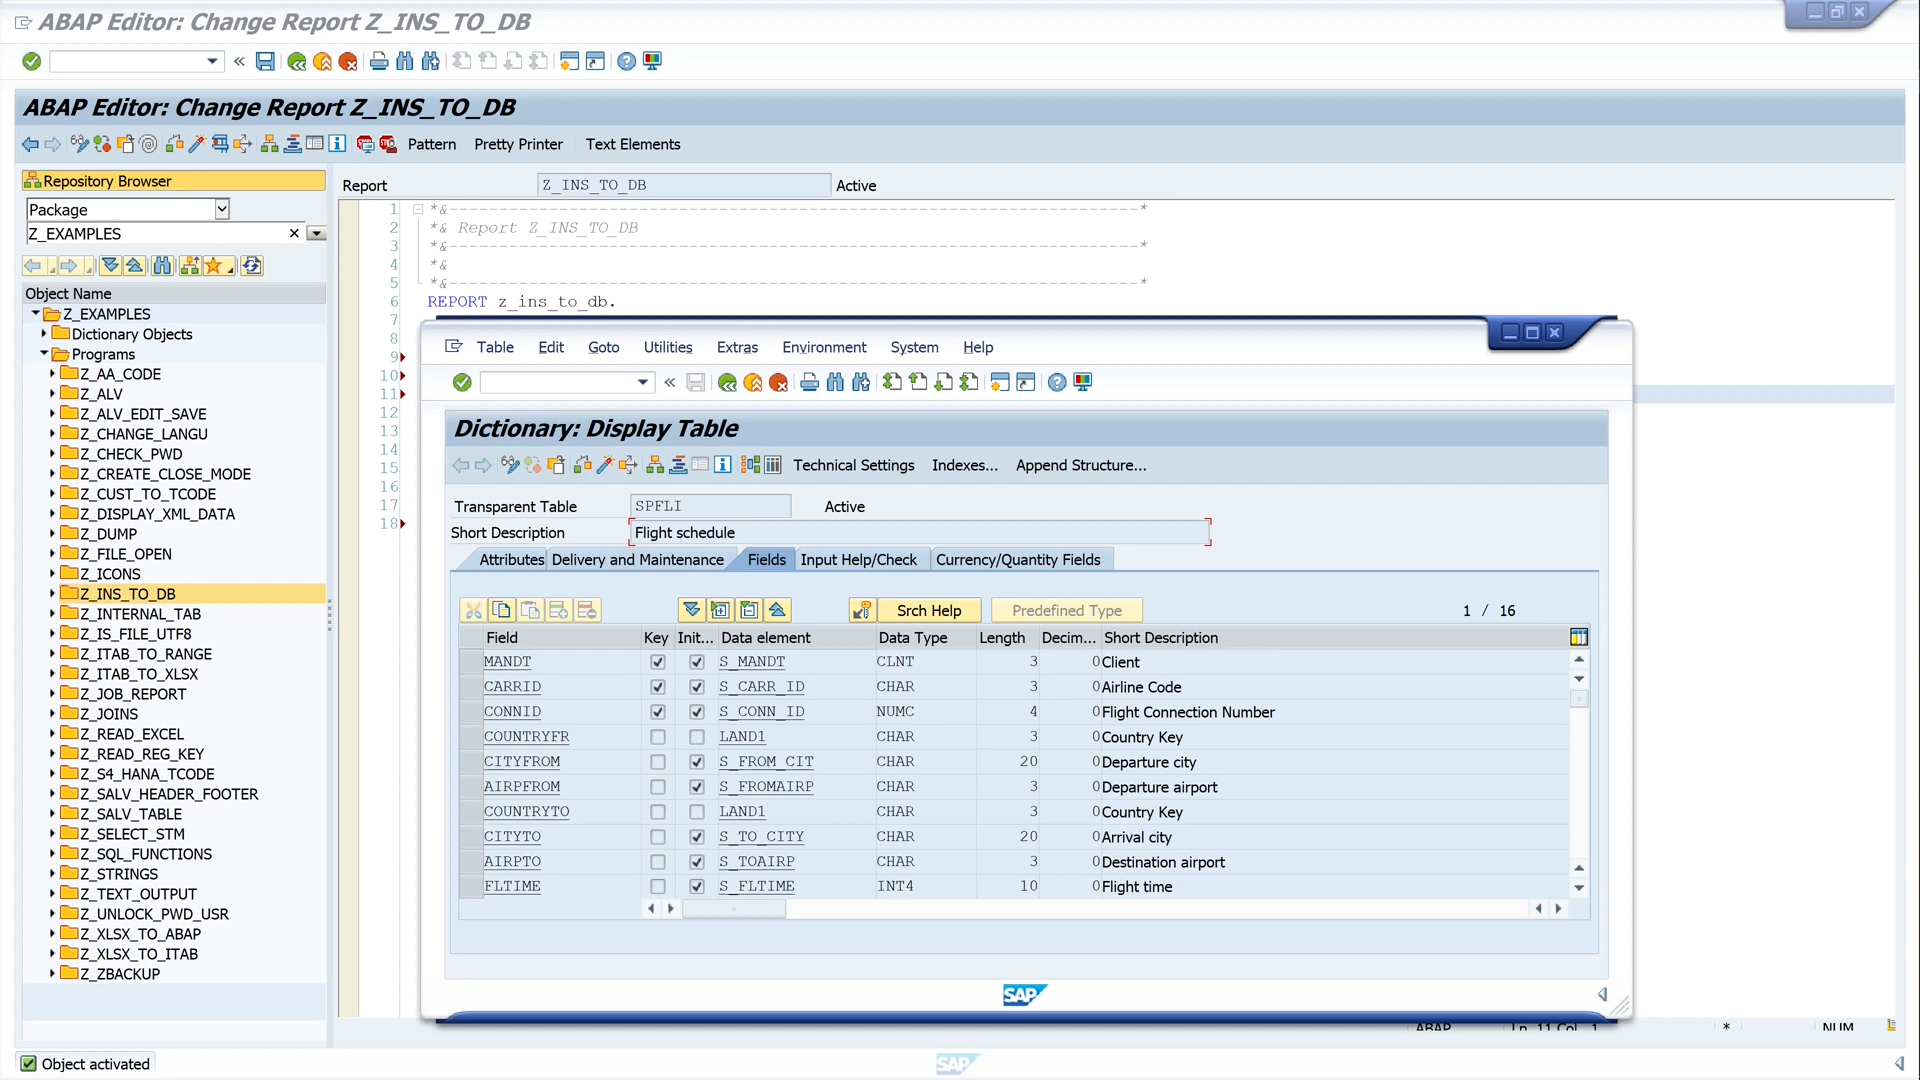 ABAP Editor: Change Report Z_INS_TO_DB
ABAP Editor: Change Report Z_INS_TO_DB
Pattern Pretty Printer Text Elements
Repository Browser
Package
Z_EXAMPLES
Object Name
Z_EXAMPLES
Dictionary Objects
Programs
Z_AA_CODE
Z_ALV
Z_ALV_EDIT_SAVE
Z_CHANGE_LANGU
Z_CHECK_PWD
Z_CREATE_CLOSE_MODE
Z_CUST_TO_TCODE
Z_DISPLAY_XML_DATA
Z_DUMP
Z_FILE_OPEN
Z_ICONS
Z_INS_TO_DB
Z_INTERNAL_TAB
Z_IS_FILE_UTF8
Z_ITAB_TO_RANGE
Z_ITAB_TO_XLSX
Z_JOB_REPORT
Z_JOINS
Z_READ_EXCEL
Z_READ_REG_KEY
Z_S4_HANA_TCODE
Z_SALV_HEADER_FOOTER
Z_SALV_TABLE
Z_SELECT_STM
Z_SQL_FUNCTIONS
Z_STRINGS
Z_TEXT_OUTPUT
Z_UNLOCK_PWD_USR
Z_XLSX_TO_ABAP
Z_XLSX_TO_ITAB
Z_ZBACKUP
Report Z_INS_TO_DB Active
1 *&---------------------------------------------------------------------*
2 *& Report Z_INS_TO_DB
3 *&---------------------------------------------------------------------*
4 *&
5 *&---------------------------------------------------------------------*
6 REPORT z_ins_to_db.
7
8
9
10
11
12
13
14
15
16
17
18
Table Edit Goto Utilities Extras Environment System Help
Dictionary: Display Table
Technical Settings Indexes... Append Structure...
Transparent Table SPFLI Active
Short Description Flight schedule
Attributes Delivery and Maintenance Fields Input Help/Check Currency/Quantity Fields
Srch Help Predefined Type 1 / 16
Field Key Init... Data element Data Type Length Decim... Short Description
MANDT S_MANDT CLNT 3 0 Client
CARRID S_CARR_ID CHAR 3 0 Airline Code
CONNID S_CONN_ID NUMC 4 0 Flight Connection Number
COUNTRYFR LAND1 CHAR 3 0 Country Key
CITYFROM S_FROM_CIT CHAR 20 0 Departure city
AIRPFROM S_FROMAIRP CHAR 3 0 Departure airport
COUNTRYTO LAND1 CHAR 3 0 Country Key
CITYTO S_TO_CITY CHAR 20 0 Arrival city
AIRPTO S_TOAIRP CHAR 3 0 Destination airport
FLTIME S_FLTIME INT4 10 0 Flight time
SAP
ABAP Ln 11 Col 1 * NUM
Object activated
SAP